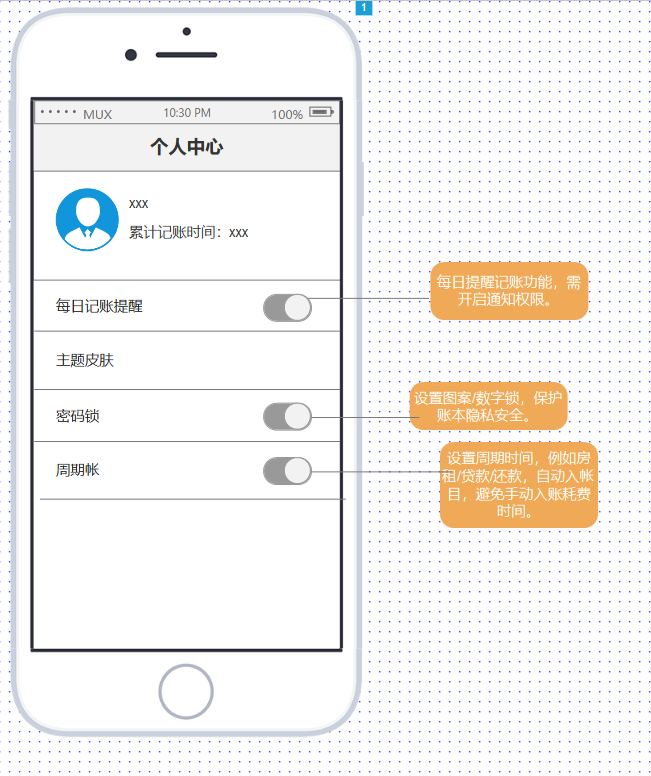 1
MUX 10:30 PM 100%
个人中心
xxx
累计记账时间：xxx
每日记账提醒
每日提醒记账功能，需
开启通知权限。
主题皮肤
密码锁
设置图案/数字锁，保护
账本隐私安全。
周期帐
设置周期时间，例如房
租/贷款/还款，自动入帐
目，避免手动入账耗费
时间。